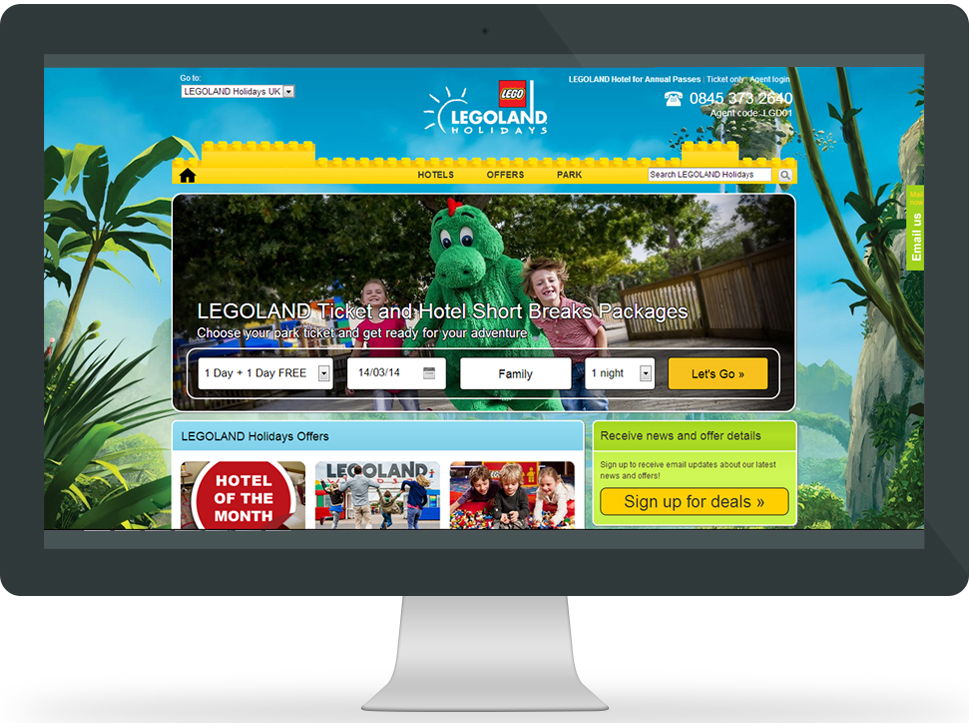 Go to:
LEGOLAND Holidays UK
LEGO
LEGOLAND
HOLIDAYS
LEGOLAND Hotel for Annual Passes | Ticket only | Agent login
0845 373 2640
Agent code: LGD01
HOTELS
OFFERS
PARK
Search LEGOLAND Holidays
Email us
LEGOLAND Ticket and Hotel Short Breaks Packages
Choose your park ticket and get ready for your adventure
1 Day + 1 Day FREE
14/03/14
Family
1 night
Let's Go »
LEGOLAND Holidays Offers
HOTEL
OF THE
MONTH
LEGOLAND
Receive news and offer details
Sign up to receive email updates about our latest
news and offers!
Sign up for deals »